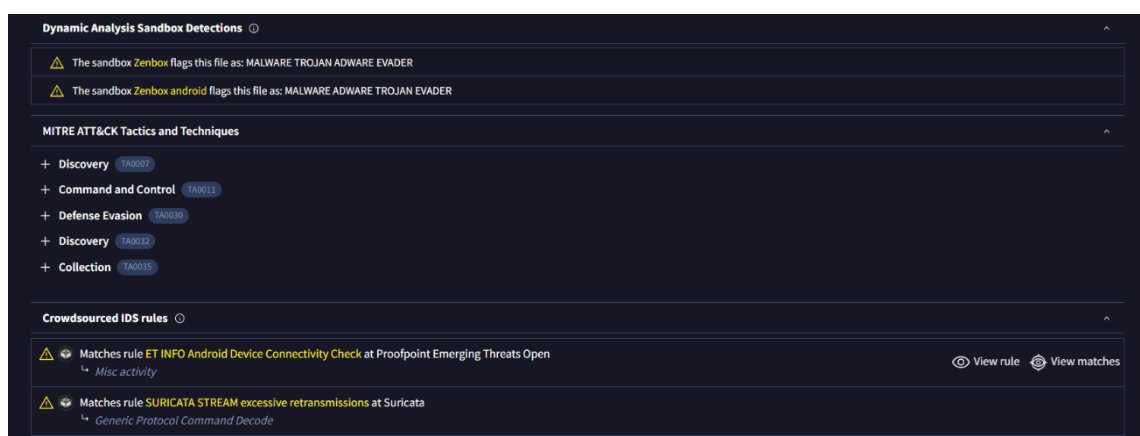 Dynamic Analysis Sandbox Detections
The sandbox Zenbox flags this file as: MALWARE TROJAN ADWARE EVADER
The sandbox Zenbox android flags this file as: MALWARE ADWARE TROJAN EVADER
MITRE ATT&CK Tactics and Techniques
+ Discovery TA0007
+ Command and Control TA0011
+ Defense Evasion TA0030
+ Discovery TA0032
+ Collection TA0035
Crowdsourced IDS rules
Matches rule ET INFO Android Device Connectivity Check at Proofpoint Emerging Threats Open
View rule View matches
Misc activity
Matches rule SURICATA STREAM excessive retransmissions at Suricata
Generic Protocol Command Decode